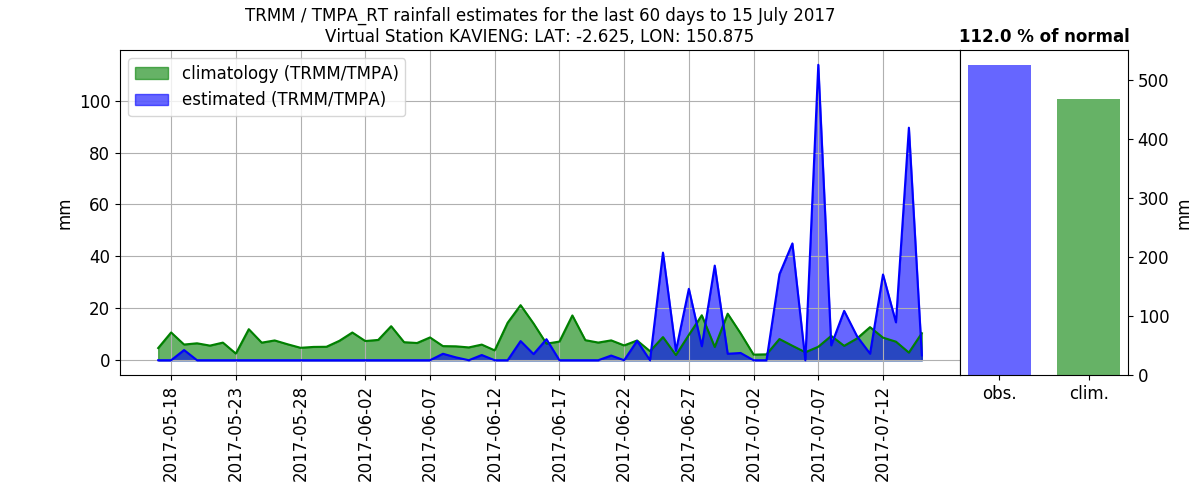 TRMM / TMPA_RT rainfall estimates for the last 60 days to 15 July 2017
Virtual Station KAVIENG: LAT: -2.625, LON: 150.875
112.0 % of normal
climatology (TRMM/TMPA)
estimated (TRMM/TMPA)
mm
100
80
60
40
20
0
2017-05-18
2017-05-23
2017-05-28
2017-06-02
2017-06-07
2017-06-12
2017-06-17
2017-06-22
2017-06-27
2017-07-02
2017-07-07
2017-07-12
500
400
300
200
100
0
mm
obs.
clim.